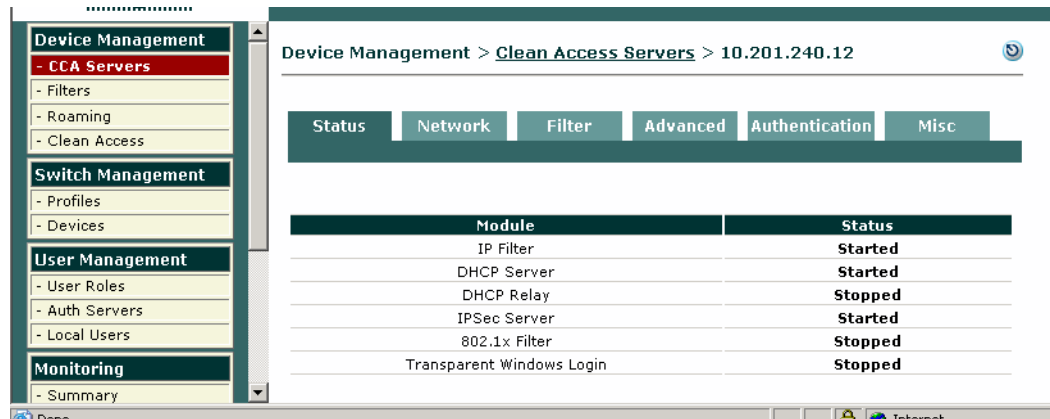 Device Management
- CCA Servers
- Filters
- Roaming
- Clean Access
Switch Management
- Profiles
- Devices
User Management
- User Roles
- Auth Servers
- Local Users
Monitoring
- Summary
Device Management > Clean Access Servers > 10.201.240.12
Status Network Filter Advanced Authentication Misc
Module Status
IP Filter Started
DHCP Server Started
DHCP Relay Stopped
IPSec Server Started
802.1x Filter Stopped
Transparent Windows Login Stopped
Done Internet